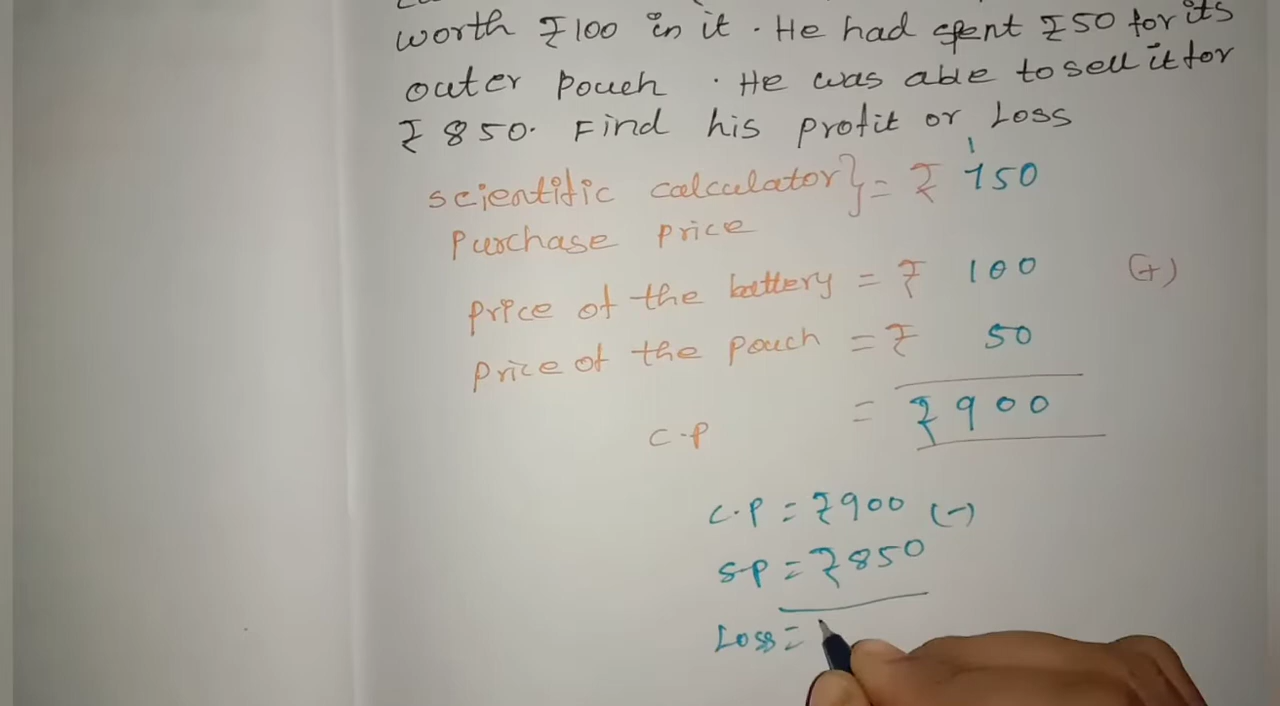 worth ₹100 in it. He had spent ₹50 for its
outer pouch. He was able to sell it for
₹850. Find his profit or Loss
1
scientific calculator} = ₹ 750
Purchase price
Price of the battery = ₹ 100 (+)
Price of the pouch = ₹ 50
C.P = ₹900
C.P = ₹900 (-)
S.P = ₹850
Loss =